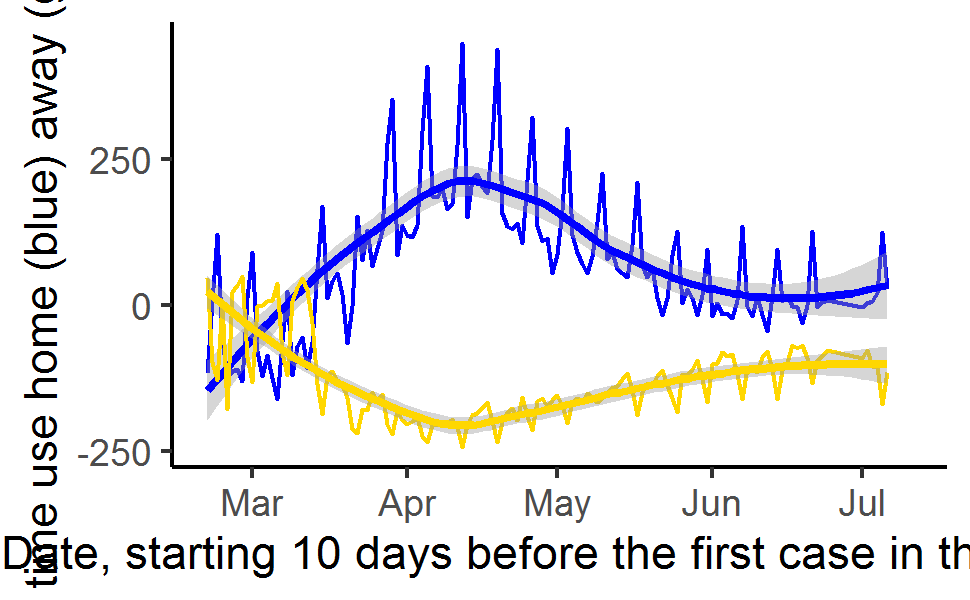 time use home (blue) away (g
250
0
-250
Mar Apr May Jun Jul
Date, starting 10 days before the first case in th